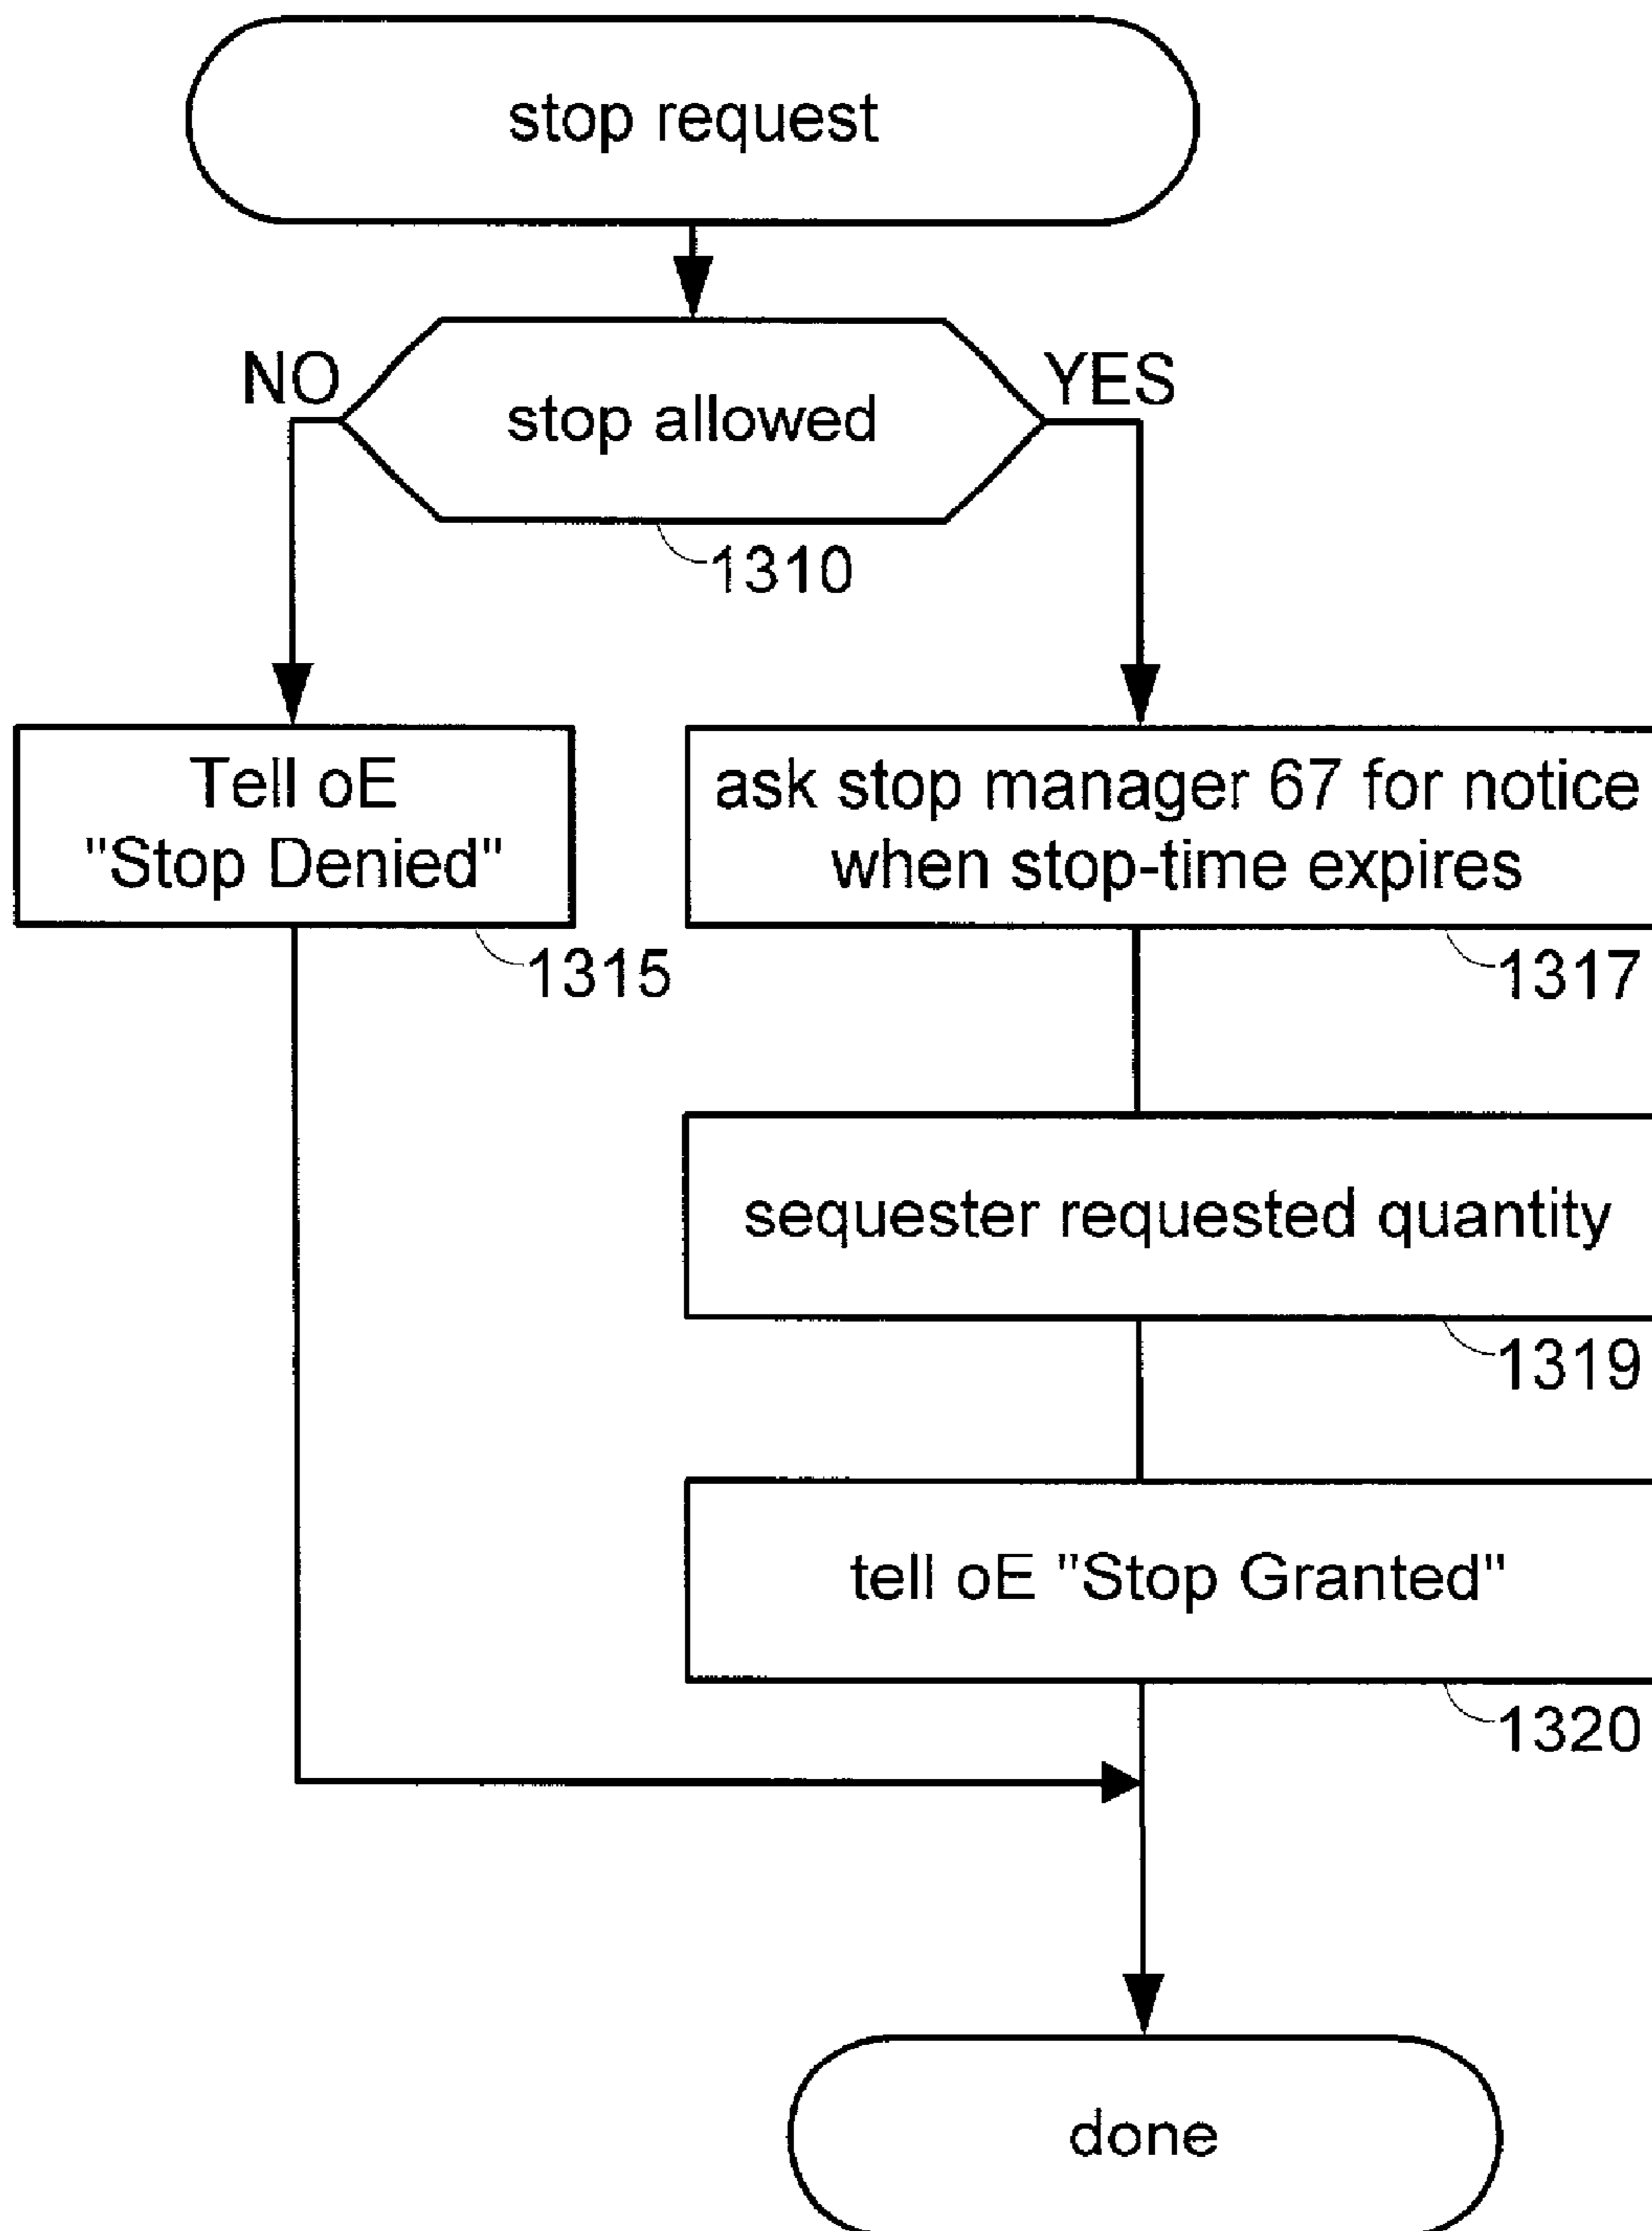 stop request
NO
YES
stop allowed
1310
Tell oE
"Stop Denied"
1315
ask stop manager 67 for notice
when stop-time expires
1317
sequester requested quantity
1319
tell oE "Stop Granted"
1320
done